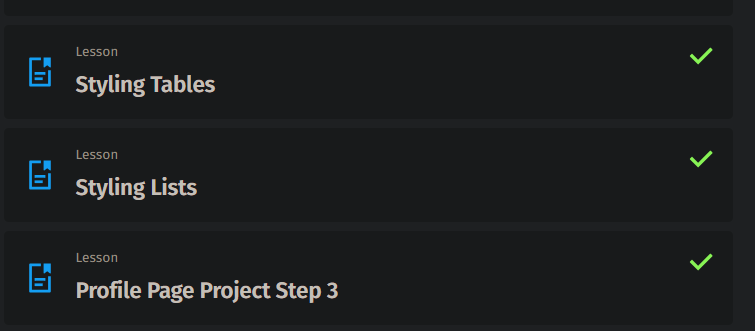 Lesson
Styling Tables
Lesson
Styling Lists
Lesson
Profile Page Project Step 3